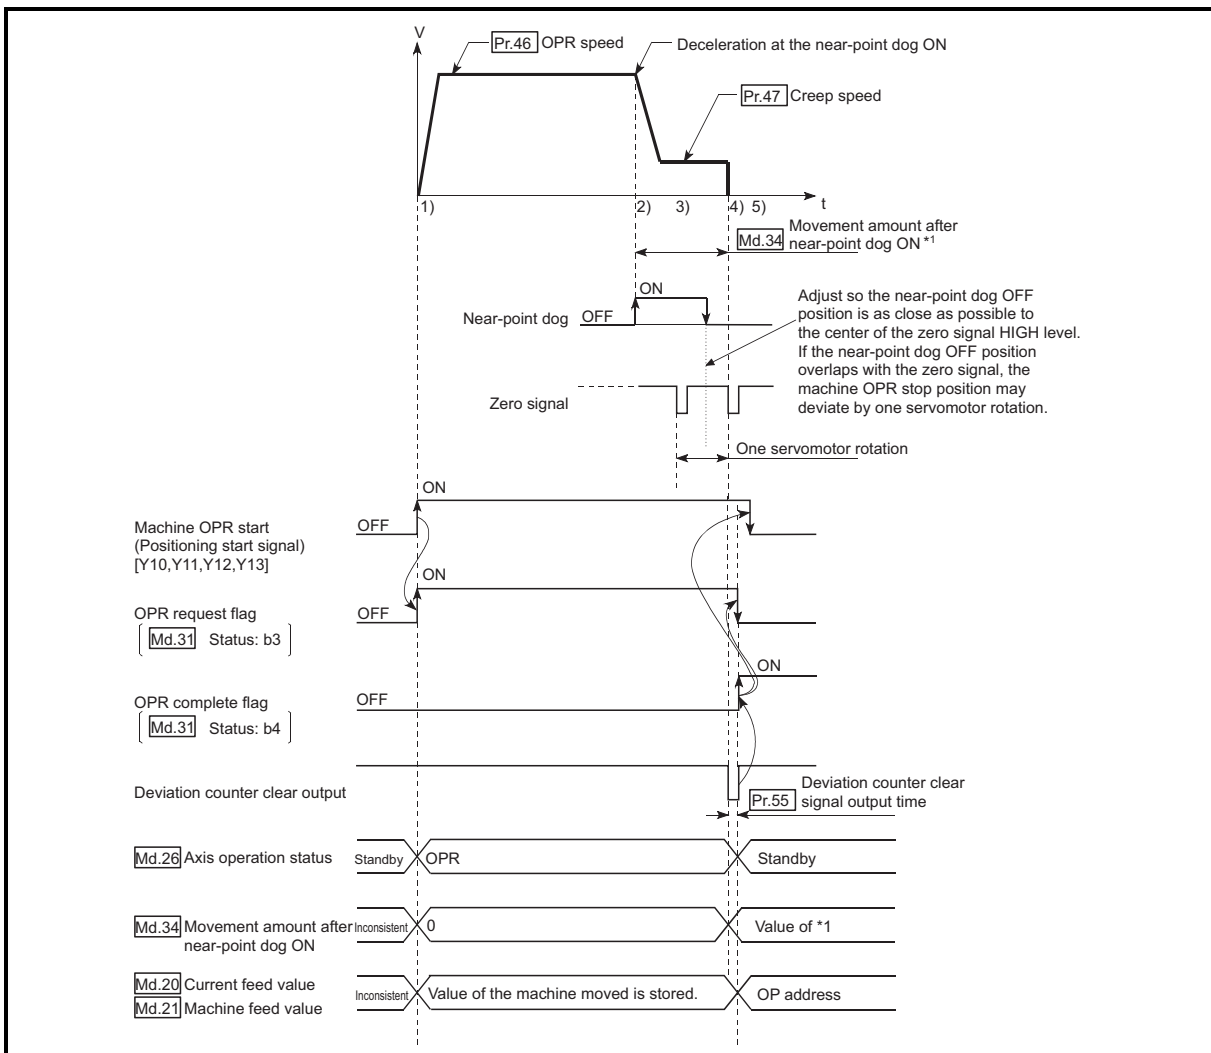 V
Pr.46 OPR speed
Deceleration at the near-point dog ON
Pr.47 Creep speed
1)
2)
3)
4)
5)
t
Md.34 Movement amount after
near-point dog ON *1
ON
Near-point dog
OFF
Adjust so the near-point dog OFF
position is as close as possible to
the center of the zero signal HIGH level.
If the near-point dog OFF position
overlaps with the zero signal, the
machine OPR stop position may
deviate by one servomotor rotation.
Zero signal
One servomotor rotation
ON
Machine OPR start
(Positioning start signal)
[Y10,Y11,Y12,Y13]
OFF
ON
OPR request flag
Md.31 Status: b3
OFF
ON
OPR complete flag
Md.31 Status: b4
OFF
Deviation counter clear output
Pr.55 Deviation counter clear
signal output time
Md.26 Axis operation status
Standby
OPR
Standby
Md.34 Movement amount after
near-point dog ON
Inconsistent
0
Value of *1
Md.20 Current feed value
Md.21 Machine feed value
Inconsistent
Value of the machine moved is stored.
OP address